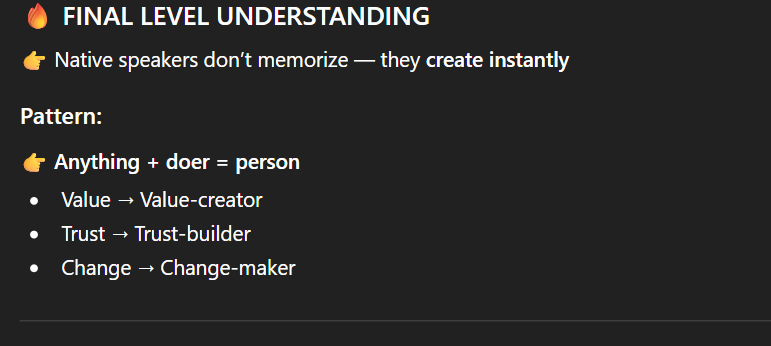 🔥 FINAL LEVEL UNDERSTANDING
👉 Native speakers don’t memorize — they create instantly
Pattern:
👉 Anything + doer = person
• Value → Value-creator
• Trust → Trust-builder
• Change → Change-maker